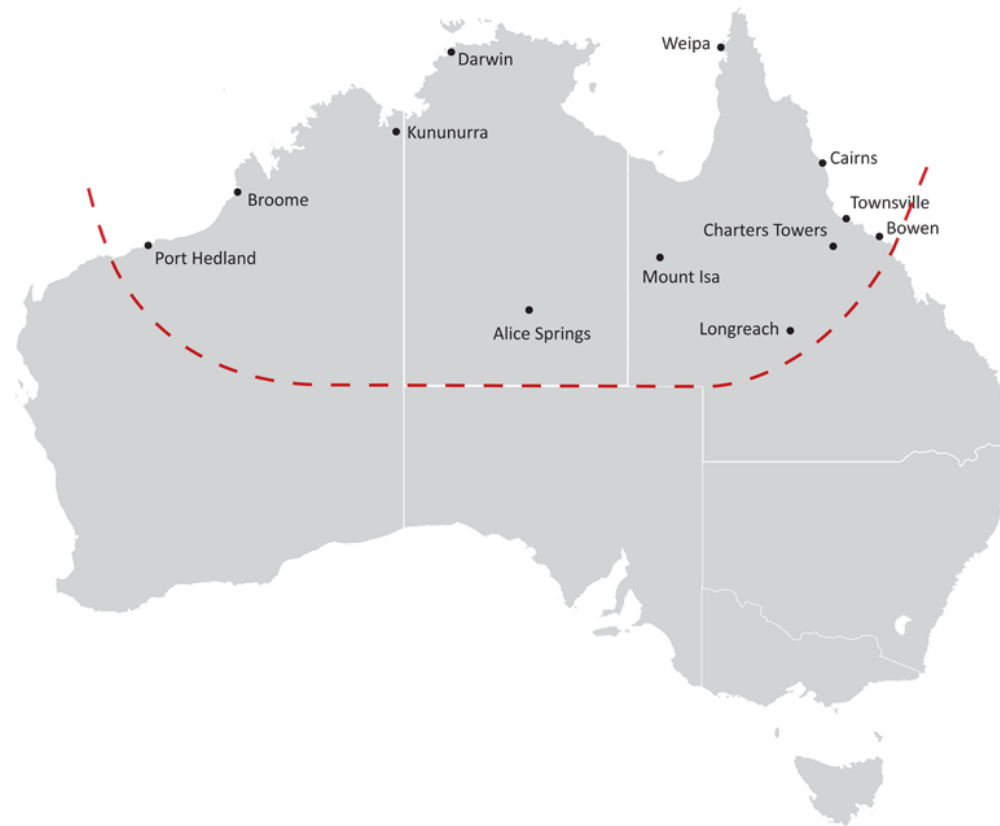 Weipa
Darwin
Kununurra
Cairns
Broome
Townsville
Bowen
Charters Towers
Port Hedland
Mount Isa
Longreach
Alice Springs